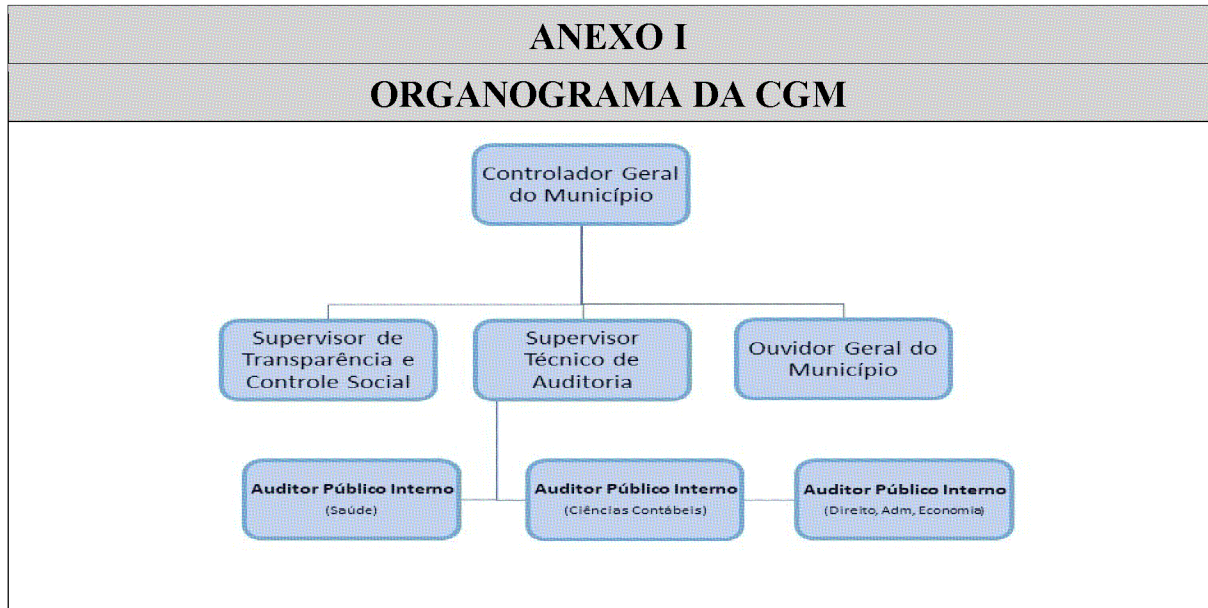 ANEXO I
ORGANOGRAMA DA CGM
Controlador Geral
do Município
Supervisor de
Transparência e
Controle Social
Supervisor
Técnico de
Auditoria
Ouvidor Geral do
Município
Auditor Público Interno
(Saúde)
Auditor Público Interno
(Ciências Contábeis)
Auditor Público Interno
(Direito, Adm, Economia)